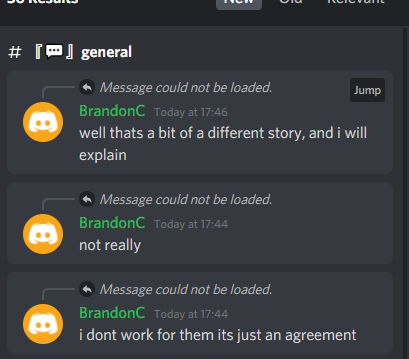 36 Results New Old Relevant
# 『💬』general
Message could not be loaded.
Jump
BrandonC Today at 17:46
well thats a bit of a different story, and i will
explain
Message could not be loaded.
BrandonC Today at 17:44
not really
Message could not be loaded.
BrandonC Today at 17:44
i dont work for them its just an agreement